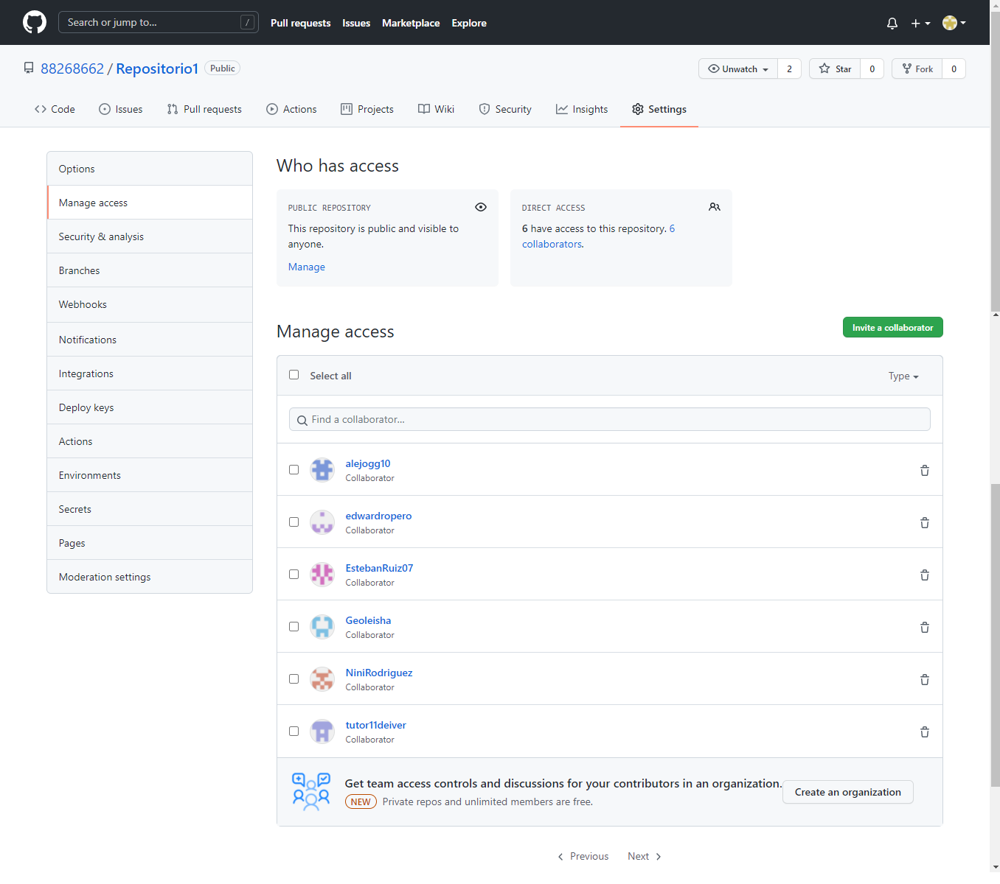 Search or jump to... /
Pull requests Issues Marketplace Explore
88268662 / Repositorio1 Public
Unwatch 2 Star 0 Fork 0
Code Issues Pull requests Actions Projects Wiki Security Insights Settings
Options
Manage access
Security & analysis
Branches
Webhooks
Notifications
Integrations
Deploy keys
Actions
Environments
Secrets
Pages
Moderation settings
Who has access
PUBLIC REPOSITORY
This repository is public and visible to
anyone.
Manage
DIRECT ACCESS
6 have access to this repository. 6
collaborators.
Manage access
Invite a collaborator
Select all
Type
Find a collaborator...
alejogg10
Collaborator
edwardropero
Collaborator
EstebanRuiz07
Collaborator
Geoleisha
Collaborator
NiniRodriguez
Collaborator
tutor11deiver
Collaborator
Get team access controls and discussions for your contributors in an organization.
NEW Private repos and unlimited members are free.
Create an organization
Previous Next